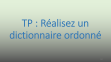 TP : Réalisez un
dictionnaire ordonné